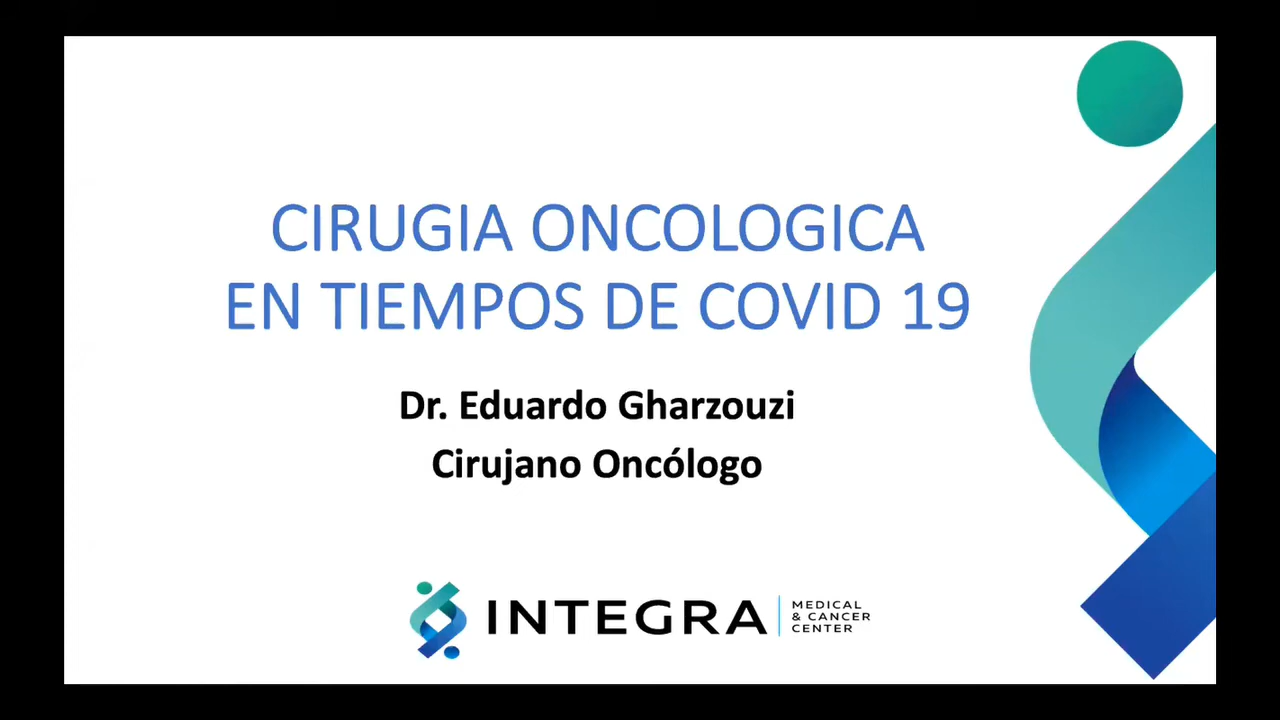 CIRUGIA ONCOLOGICA
EN TIEMPOS DE COVID 19
Dr. Eduardo Gharzouzi
Cirujano Oncólogo
INTEGRA
MEDICAL
& CANCER
CENTER